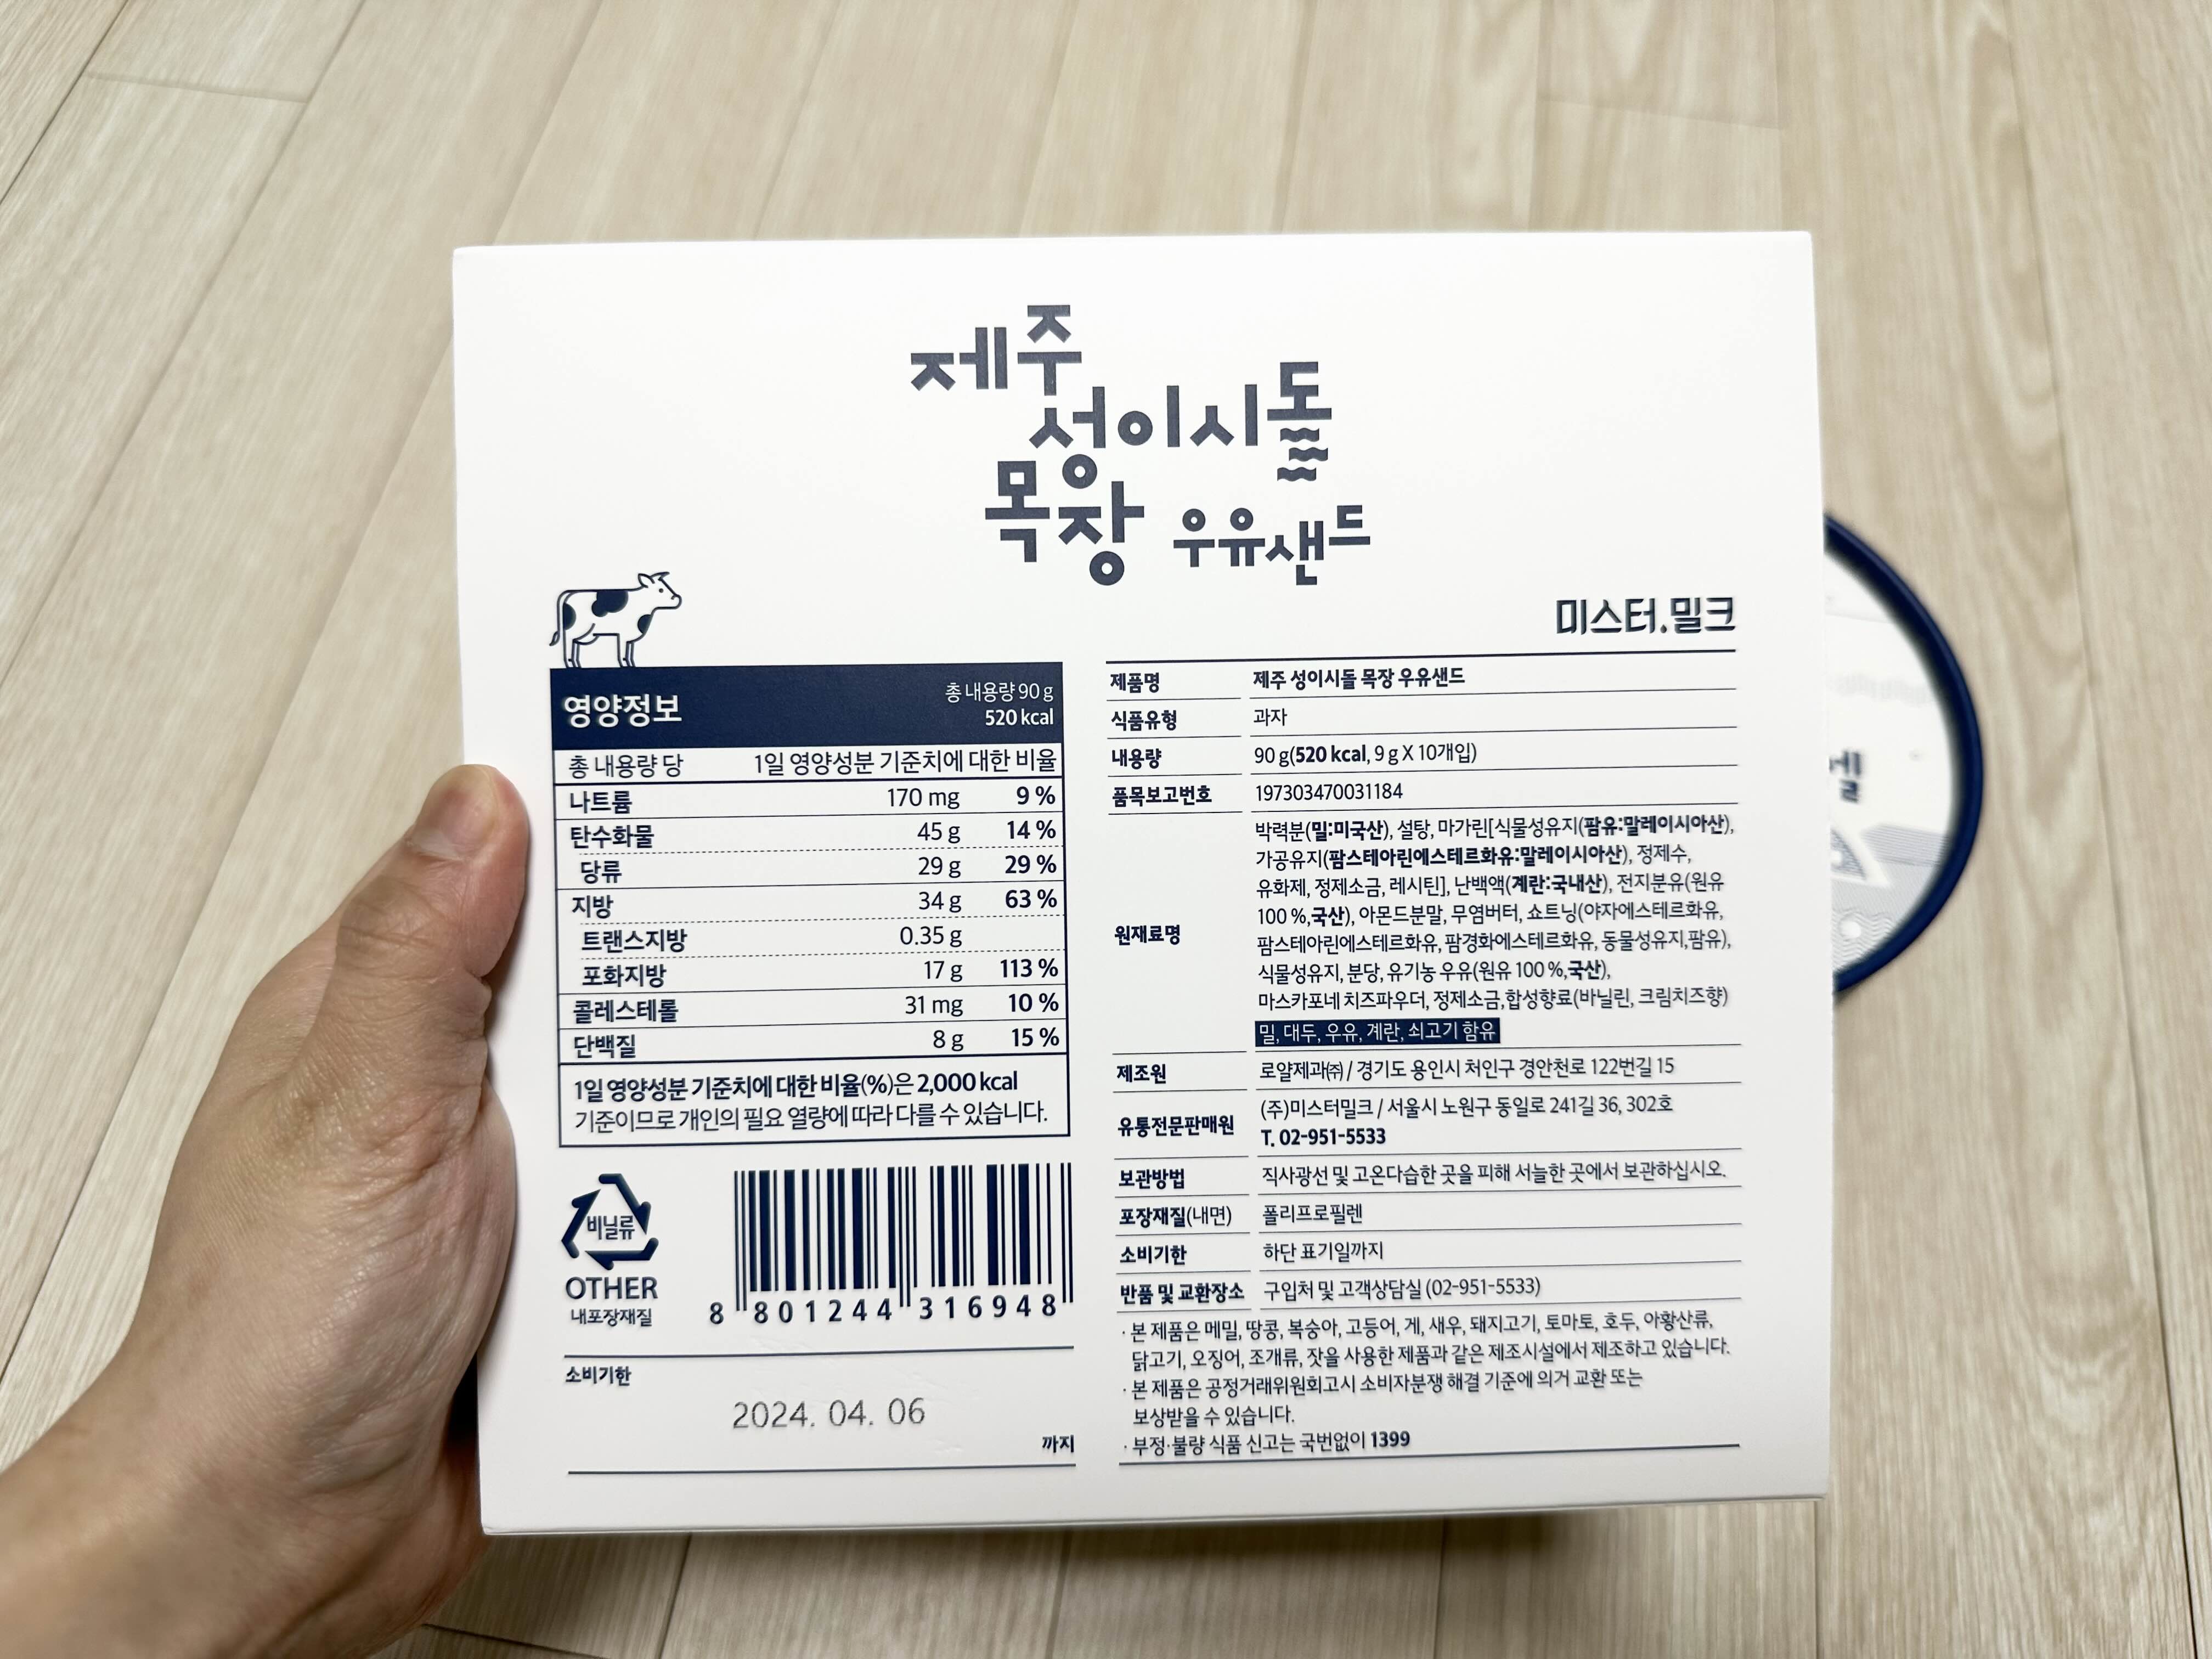 제주
성이시돌
목장 우유샌드
미스터.밀크
영양정보 총 내용량 90 g
520 kcal
총 내용량 당 1일 영양성분 기준치에 대한 비율
나트륨 170 mg 9 %
탄수화물 45 g 14 %
당류 29 g 29 %
지방 34 g 63 %
트랜스지방 0.35 g
포화지방 17 g 113 %
콜레스테롤 31 mg 10 %
단백질 8 g 15 %
1일 영양성분 기준치에 대한 비율(%)은 2,000 kcal
기준이므로 개인의 필요 열량에 따라 다를 수 있습니다.
비닐류
OTHER
내포장재질
8 801244 316948
소비기한
2024. 04. 06
까지
제품명 제주 성이시돌 목장 우유샌드
식품유형 과자
내용량 90 g(520 kcal, 9 g X 10개입)
품목보고번호 197303470031184
원재료명
박력분(밀:미국산), 설탕, 마가린[식물성유지(팜유:말레이시아산),
가공유지(팜스테아린에스테르화유:말레이시아산), 정제수,
유화제, 정제소금, 레시틴], 난백액(계란:국내산), 전지분유(원유
100 %,국산), 아몬드분말, 무염버터, 쇼트닝(야자에스테르화유,
팜스테아린에스테르화유, 팜경화에스테르화유, 동물성유지,팜유),
식물성유지, 분당, 유기농 우유(원유 100 %,국산),
마스카포네 치즈파우더, 정제소금,합성향료(바닐린, 크림치즈향)
밀, 대두, 우유, 계란, 쇠고기 함유
제조원 로얄제과㈜ / 경기도 용인시 처인구 경안천로 122번길 15
유통전문판매원 (주)미스터밀크 / 서울시 노원구 동일로 241길 36, 302호
T. 02-951-5533
보관방법 직사광선 및 고온다습한 곳을 피해 서늘한 곳에서 보관하십시오.
포장재질(내면) 폴리프로필렌
소비기한 하단 표기일까지
반품 및 교환장소 구입처 및 고객상담실 (02-951-5533)
· 본 제품은 메밀, 땅콩, 복숭아, 고등어, 게, 새우, 돼지고기, 토마토, 호두, 아황산류,
닭고기, 오징어, 조개류, 잣을 사용한 제품과 같은 제조시설에서 제조하고 있습니다.
· 본 제품은 공정거래위원회고시 소비자분쟁 해결 기준에 의거 교환 또는
보상받을 수 있습니다.
· 부정·불량 식품 신고는 국번없이 1399